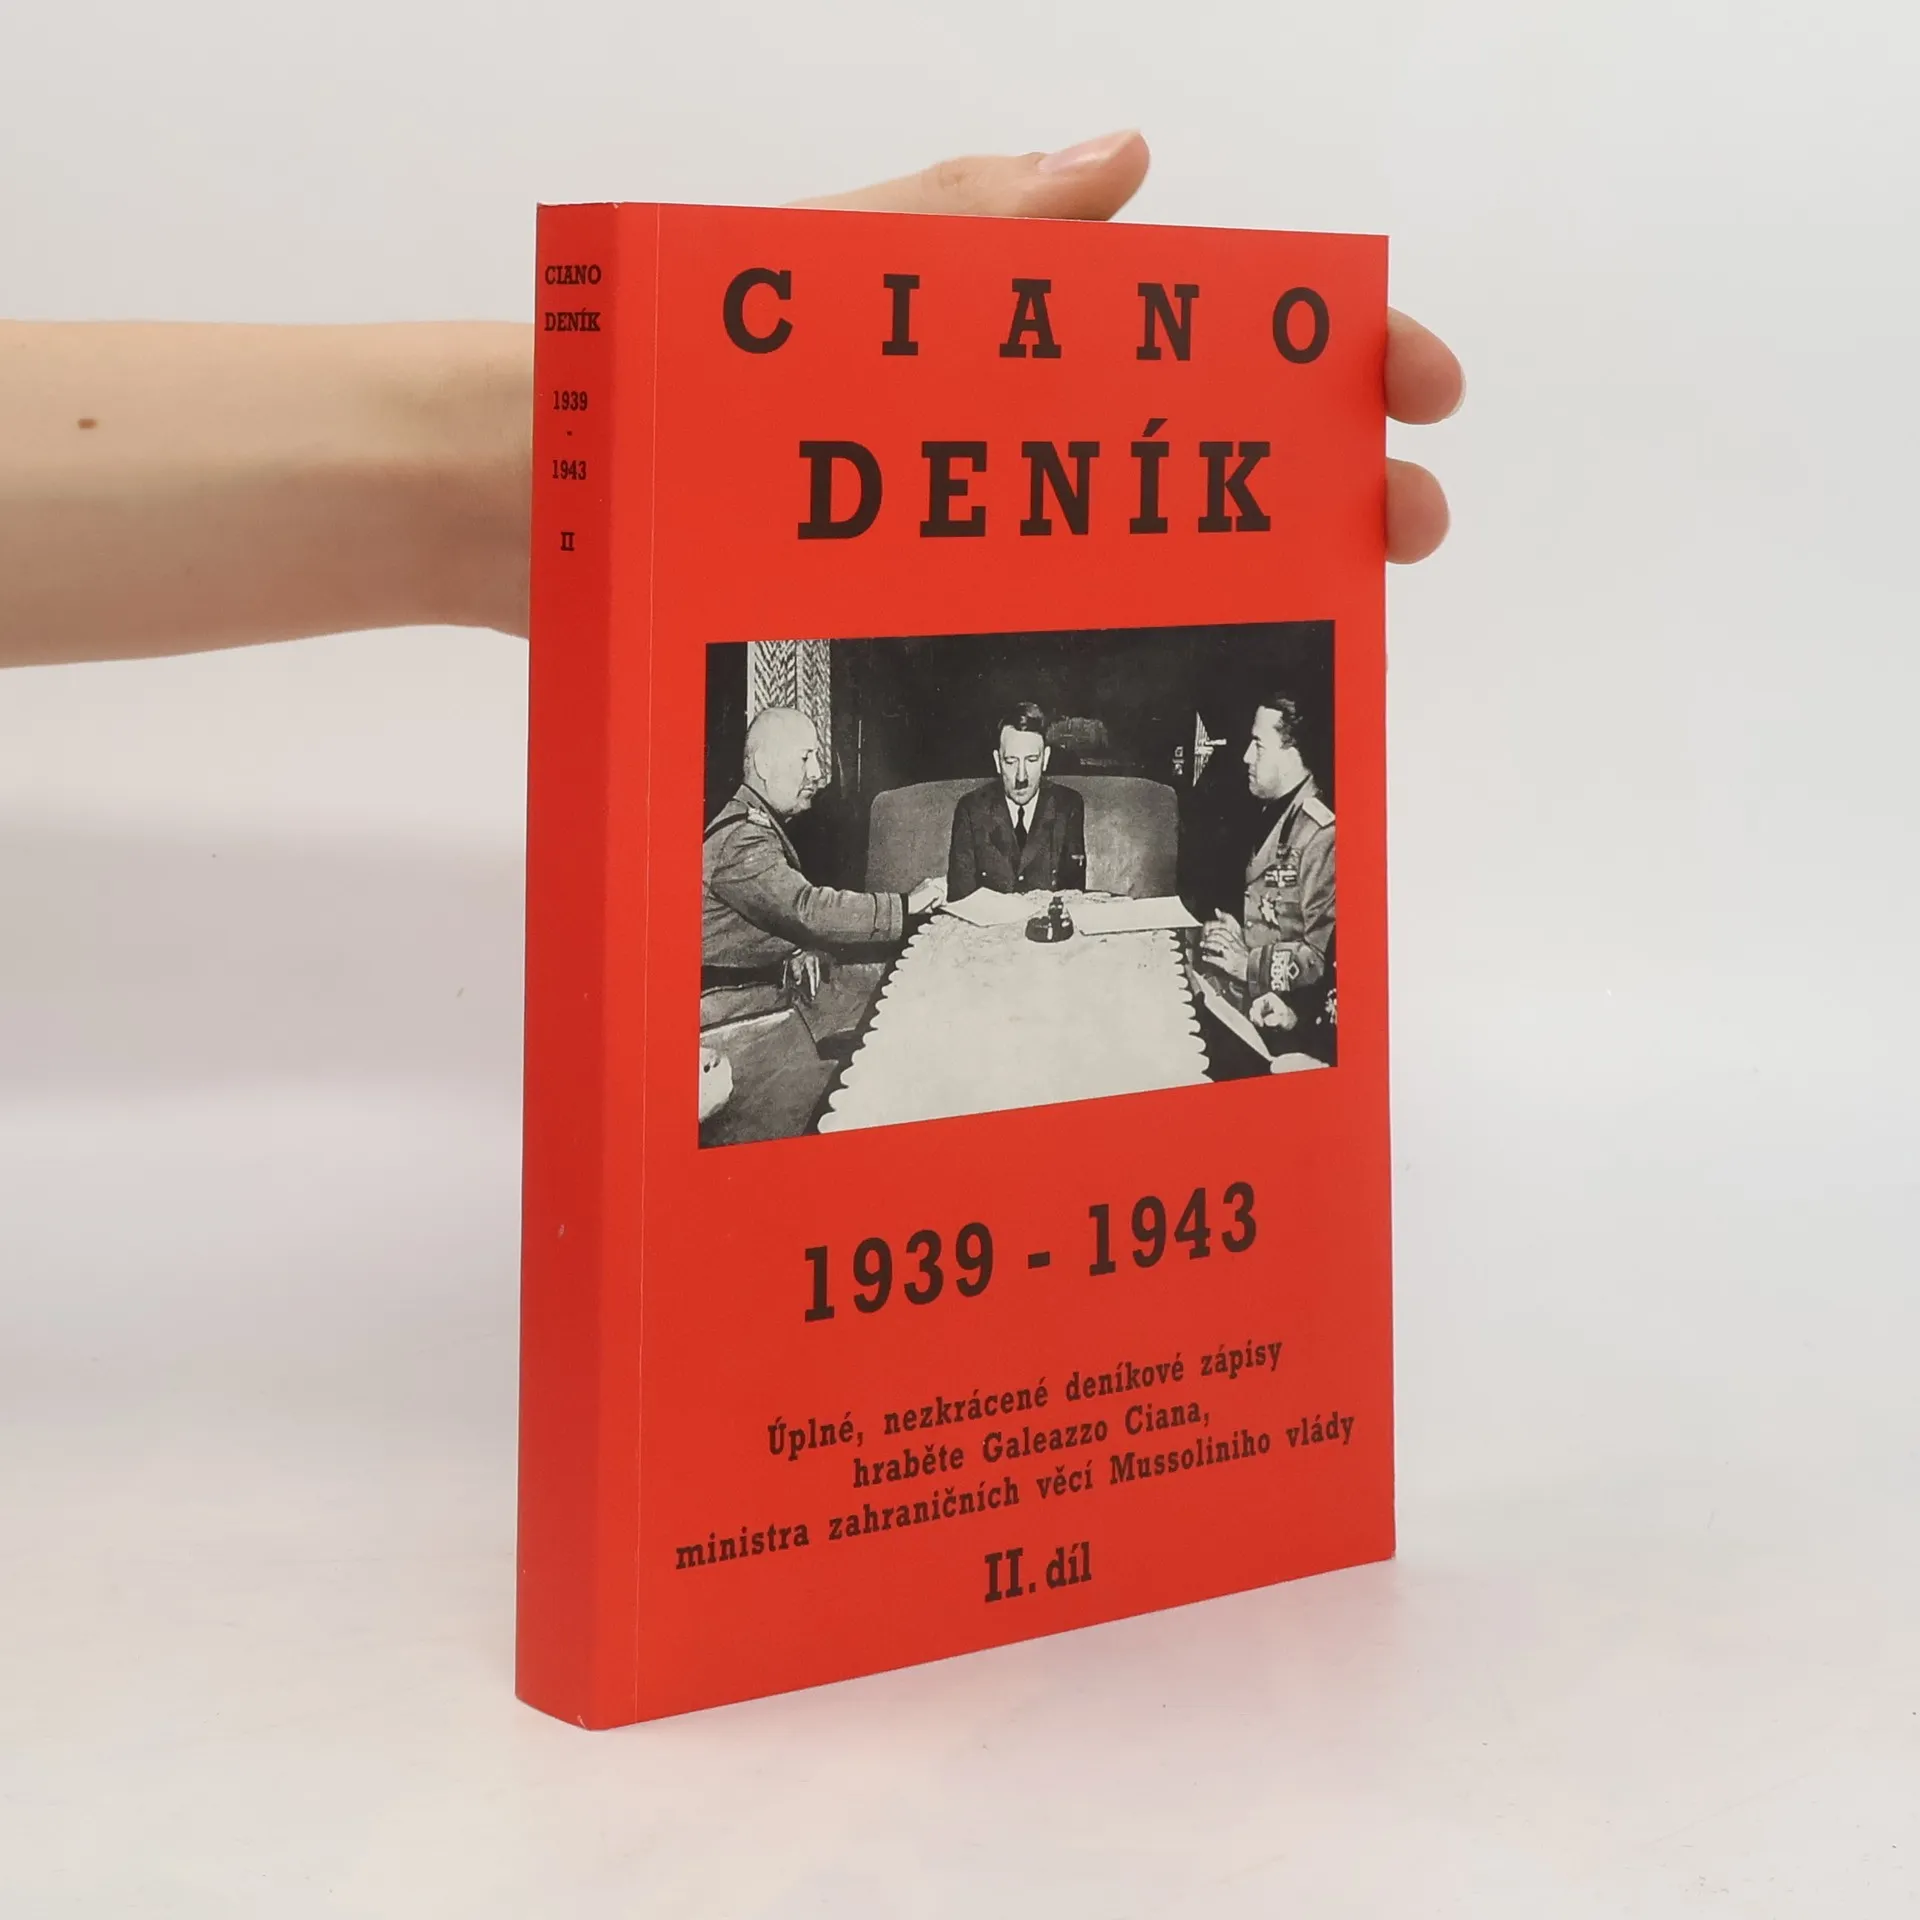 CIANO
DENÍK
1939
-
1943
II
CIANO
DENÍK
1939 - 1943
Úplné, nezkrácené deníkové zápisy
hraběte Galeazzo Ciana,
ministra zahraničních věcí Mussoliniho vlády
II. díl